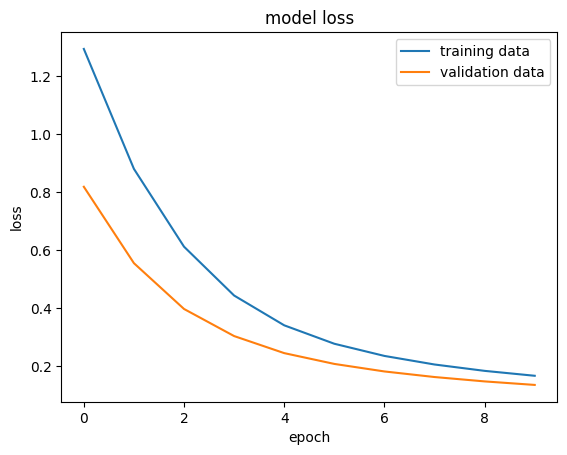 model loss
training data
validation data
1.2
1.0
0.8
0.6
0.4
0.2
loss
0 2 4 6 8
epoch